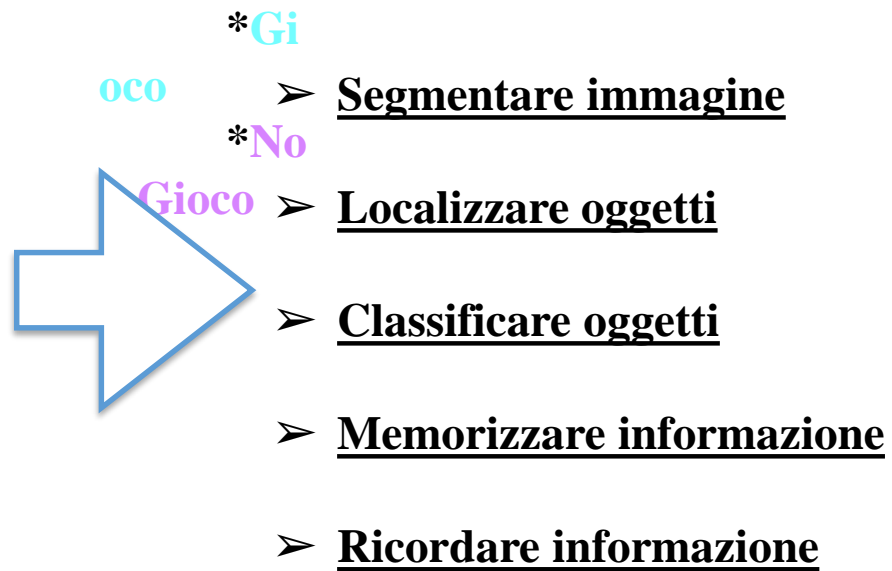 *Gi
oco
➢ Segmentare immagine
*No
Gioco
➢ Localizzare oggetti
➢ Classificare oggetti
➢ Memorizzare informazione
➢ Ricordare informazione